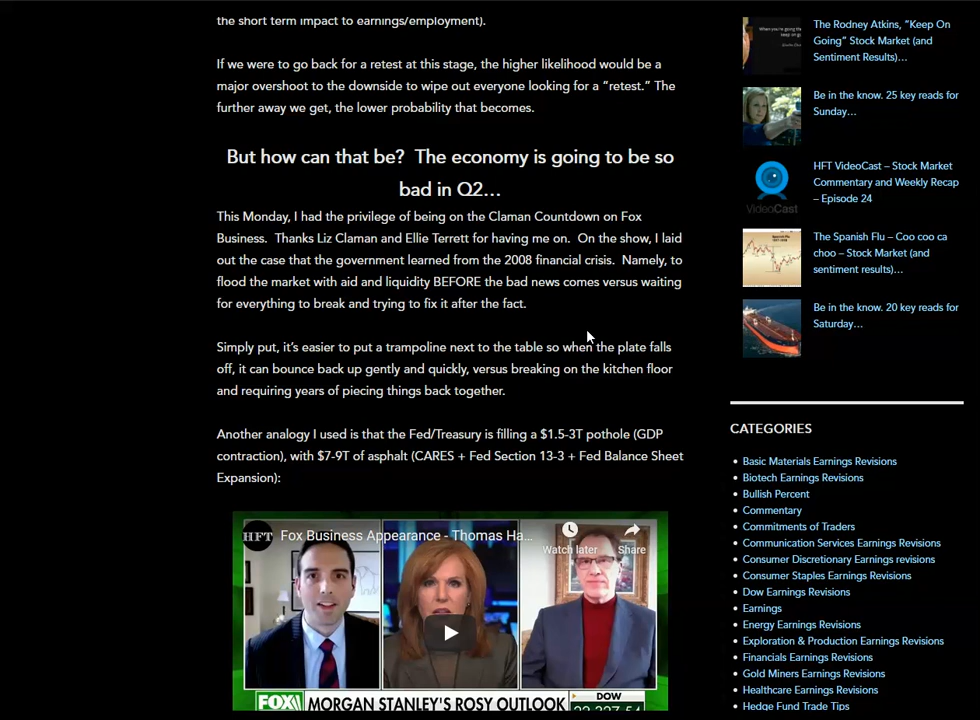 the short term impact to earnings/employment).
If we were to go back for a retest at this stage, the higher likelihood would be a
major overshoot to the downside to wipe out everyone looking for a “retest.” The
further away we get, the lower probability that becomes.
But how can that be? The economy is going to be so
bad in Q2…
This Monday, I had the privilege of being on the Claman Countdown on Fox
Business. Thanks Liz Claman and Ellie Terrett for having me on. On the show, I laid
out the case that the government learned from the 2008 financial crisis. Namely, to
flood the market with aid and liquidity BEFORE the bad news comes versus waiting
for everything to break and trying to fix it after the fact.
Simply put, it’s easier to put a trampoline next to the table so when the plate falls
off, it can bounce back up gently and quickly, versus breaking on the kitchen floor
and requiring years of piecing things back together.
Another analogy I used is that the Fed/Treasury is filling a $1.5-3T pothole (GDP
contraction), with $7-9T of asphalt (CARES + Fed Section 13-3 + Fed Balance Sheet
Expansion):
HFT
Fox Business Appearance - Thomas Ha...
Watch later
Share
FOX
MORGAN STANLEY'S ROSY OUTLOOK
DOW
The Rodney Atkins, “Keep On
Going” Stock Market (and
Sentiment Results)…
Be in the know. 25 key reads for
Sunday…
VideoCast
HFT VideoCast – Stock Market
Commentary and Weekly Recap
– Episode 24
The Spanish Flu – Coo coo ca
choo – Stock Market (and
sentiment results)…
Be in the know. 20 key reads for
Saturday…
CATEGORIES
Basic Materials Earnings Revisions
Biotech Earnings Revisions
Bullish Percent
Commentary
Commitments of Traders
Communication Services Earnings Revisions
Consumer Discretionary Earnings revisions
Consumer Staples Earnings Revisions
Dow Earnings Revisions
Earnings
Energy Earnings Revisions
Exploration & Production Earnings Revisions
Financials Earnings Revisions
Gold Miners Earnings Revisions
Healthcare Earnings Revisions
Hedge Fund Trade Tips